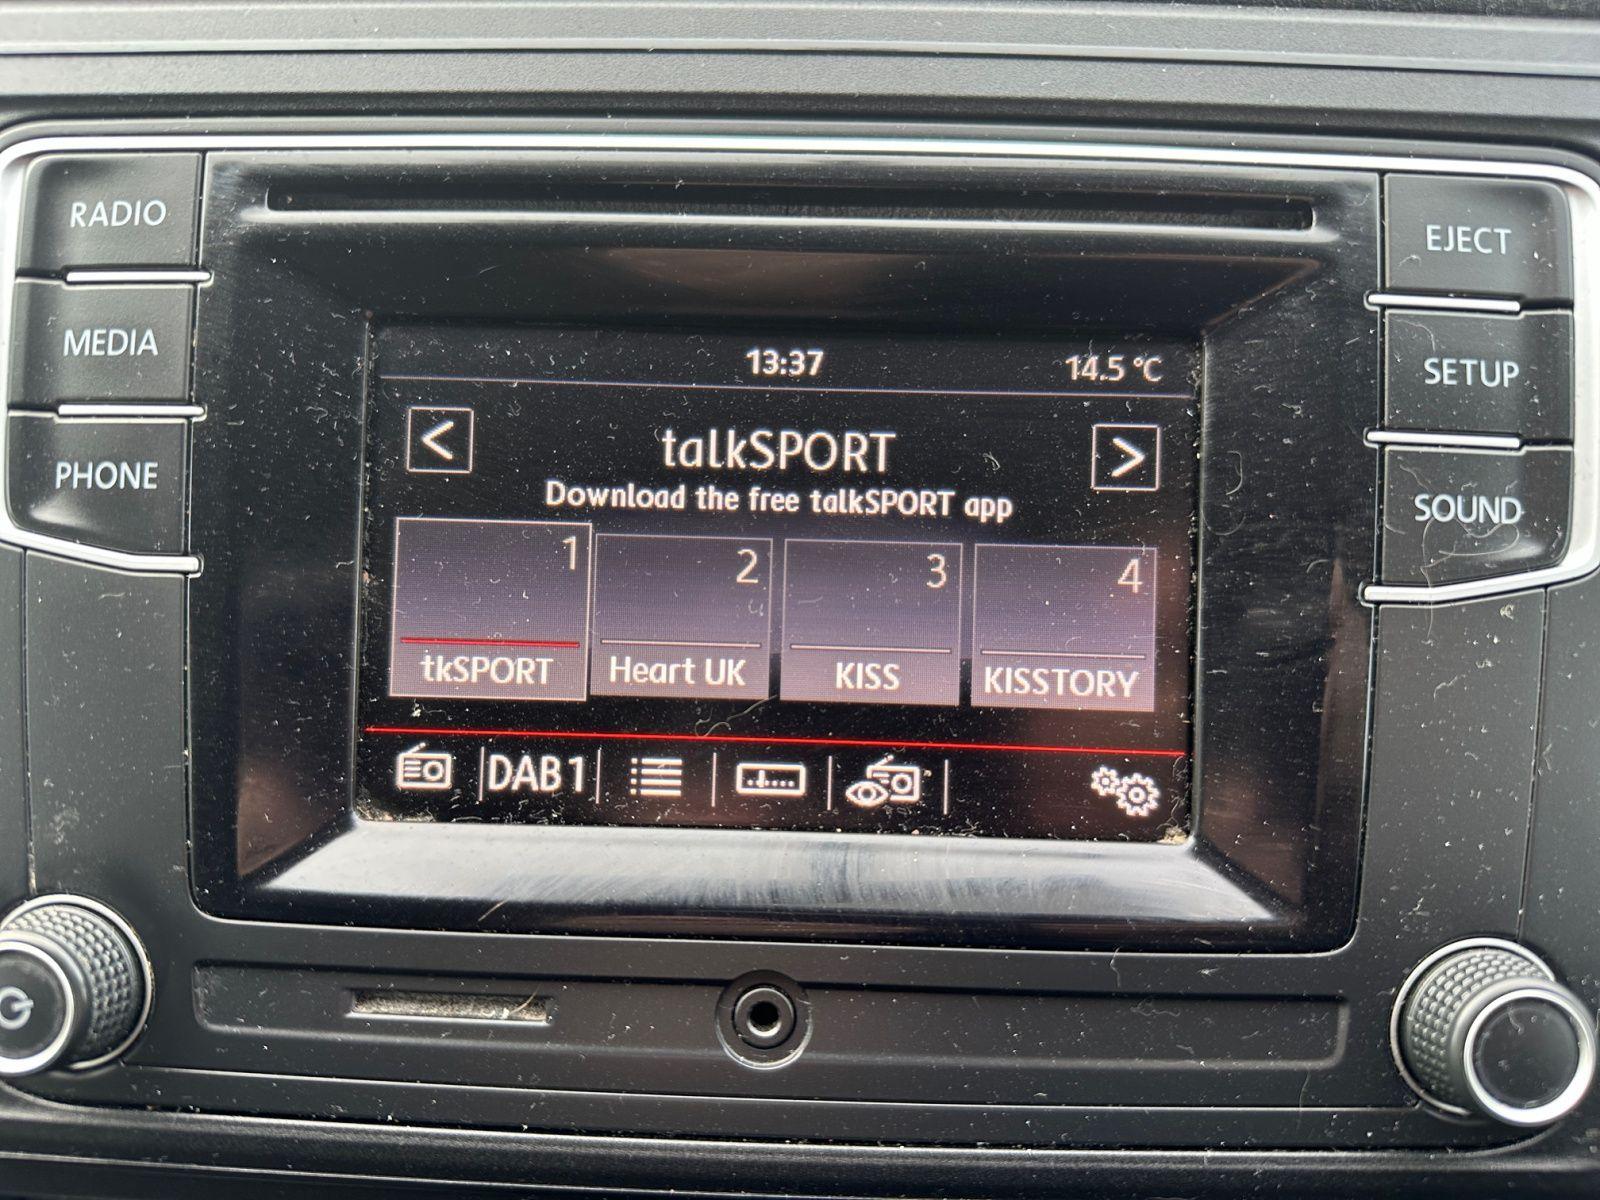 RADIO
MEDIA
PHONE
EJECT
SETUP
SOUND
13:37
14.5 °C
<
talkSPORT
>
Download the free talkSPORT app
1
2
3
4
tkSPORT
Heart UK
KISS
KISSTORY
DAB1